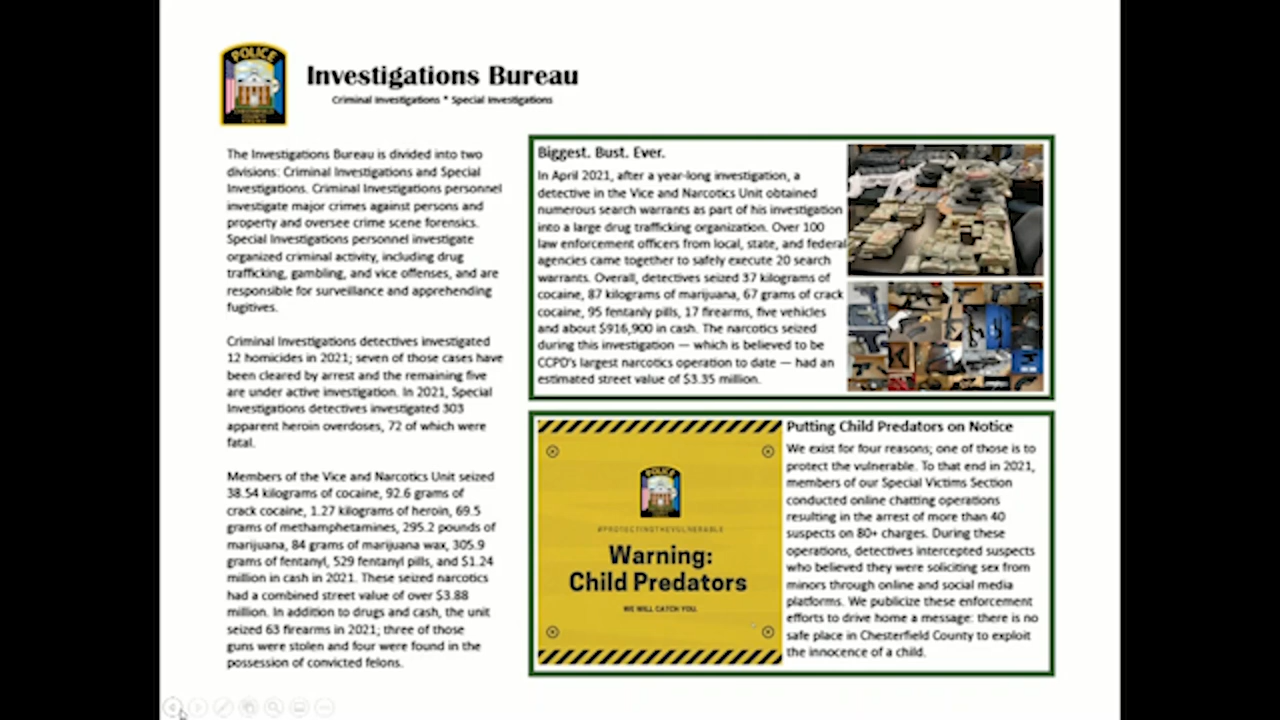 POLICE
CHESTERFIELD
COUNTY
VIRGINIA
Investigations Bureau
Criminal Investigations * Special Investigations
The Investigations Bureau is divided into two
divisions: Criminal Investigations and Special
Investigations. Criminal Investigations personnel
investigate major crimes against persons and
property and oversee crime scene forensics.
Special Investigations personnel investigate
organized criminal activity, including drug
trafficking, gambling, and vice offenses, and are
responsible for surveillance and apprehending
fugitives.
Criminal Investigations detectives investigated
12 homicides in 2021; seven of those cases have
been cleared by arrest and the remaining five
are under active investigation. In 2021, Special
Investigations detectives investigated 303
apparent heroin overdoses, 72 of which were
fatal.
Members of the Vice and Narcotics Unit seized
38.54 kilograms of cocaine, 92.6 grams of
crack cocaine, 1.27 kilograms of heroin, 69.5
grams of methamphetamines, 295.2 pounds of
marijuana, 84 grams of marijuana wax, 305.9
grams of fentanyl, 529 fentanyl pills, and $1.24
million in cash in 2021. These seized narcotics
had a combined street value of over $3.88
million. In addition to drugs and cash, the unit
seized 63 firearms in 2021; three of those
guns were stolen and four were found in the
possession of convicted felons.
Biggest. Bust. Ever.
In April 2021, after a year-long investigation, a
detective in the Vice and Narcotics Unit obtained
numerous search warrants as part of his investigation
into a large drug trafficking organization. Over 100
law enforcement officers from local, state, and federal
agencies came together to safely execute 20 search
warrants. Overall, detectives seized 37 kilograms of
cocaine, 87 kilograms of marijuana, 67 grams of crack
cocaine, 95 fentanly pills, 17 firearms, five vehicles
and about $916,900 in cash. The narcotics seized
during this investigation — which is believed to be
CCPD's largest narcotics operation to date — had an
estimated street value of $3.35 million.
POLICE
#PROTECTINGTHEVULNERABLE
Warning:
Child Predators
WE WILL CATCH YOU.
Putting Child Predators on Notice
We exist for four reasons; one of those is to
protect the vulnerable. To that end in 2021,
members of our Special Victims Section
conducted online chatting operations
resulting in the arrest of more than 40
suspects on 80+ charges. During these
operations, detectives intercepted suspects
who believed they were soliciting sex from
minors through online and social media
platforms. We publicize these enforcement
efforts to drive home a message: there is no
safe place in Chesterfield County to exploit
the innocence of a child.